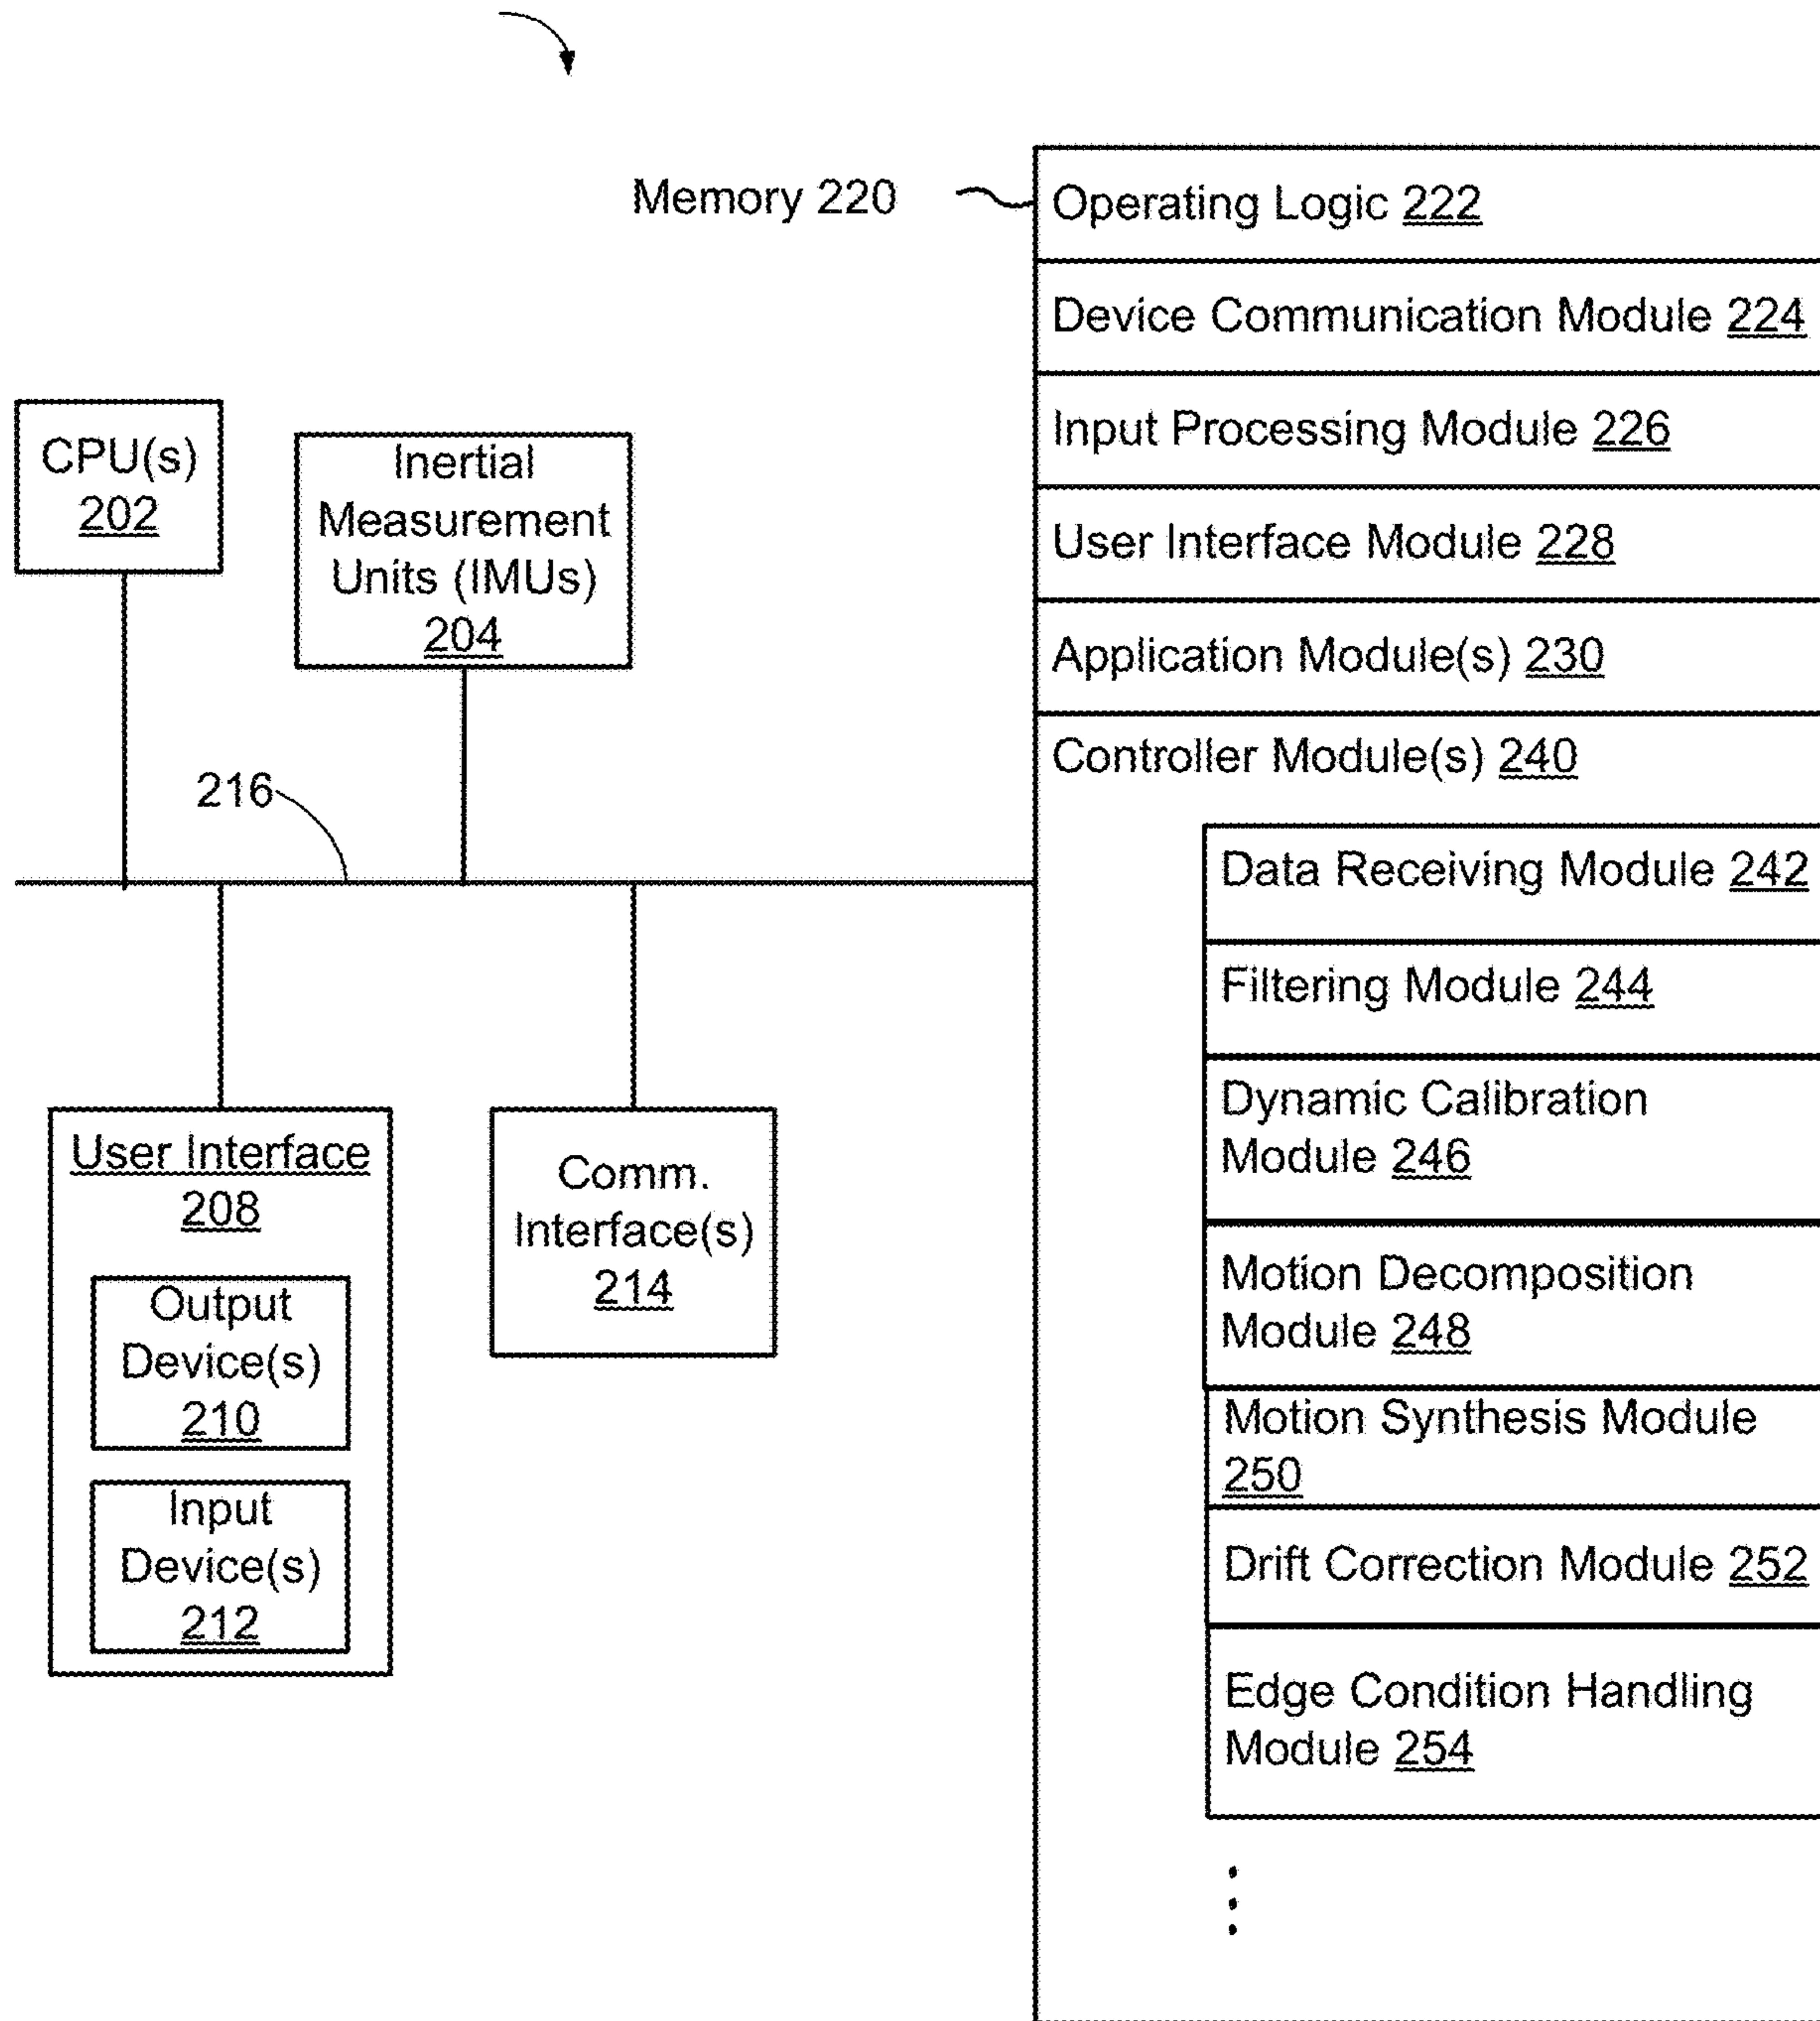 Memory 220
Operating Logic 222
Device Communication Module 224
Input Processing Module 226
User Interface Module 228
Application Module(s) 230
Controller Module(s) 240
Data Receiving Module 242
Filtering Module 244
Dynamic Calibration
Module 246
Motion Decomposition
Module 248
Motion Synthesis Module
250
Drift Correction Module 252
Edge Condition Handling
Module 254
CPU(s)
202
Inertial
Measurement
Units (IMUs)
204
216
User Interface
208
Output
Device(s)
210
Input
Device(s)
212
Comm.
Interface(s)
214